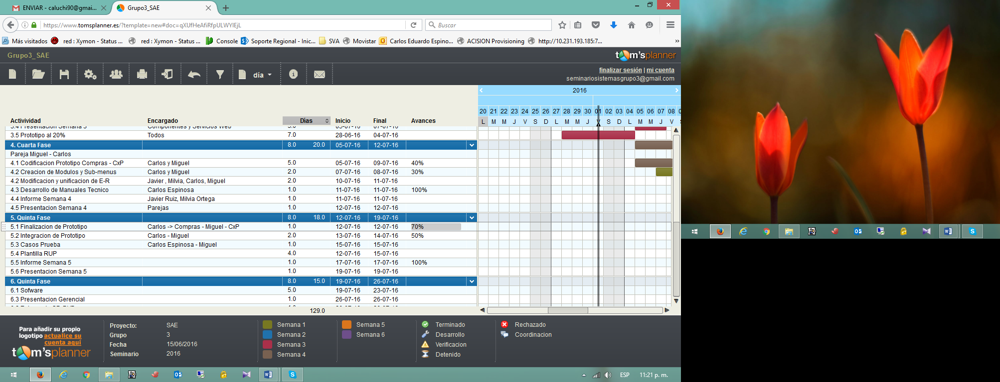 ENVIAR - caluchi90@gmai...
Grupo3_SAE
https://www.tomsplanner.es/?template=new#doc=qXUfHeAfiRfpULWYlEjL
Buscar
Más visitados
red : Xymon - Status ...
red : Xymon - Status ...
Console
Soporte Regional - Inic...
SVA
Movistar
Carlos Eduardo Espino...
ACISION Provisioning
http://10.231.193.185:7...
Grupo3_SAE
tom'splanner
día
finalizar sesión | mi cuenta
seminariosistemasgrupo3@gmail.com
2016
20 21 22 23 24 25 26 27 28 29 30 01 02 03 04 05 06 07 08
L M M J V S D L M M J V S D L M M J V
Actividad Encargado Días Inicio Final Avances
3.4 Presentacion Semana 3 Componentes y Servicios Web 3.0 05-07-16 07-07-16
3.5 Prototipo al 20% Todos 7.0 28-06-16 04-07-16
4. Cuarta Fase 8.0 20.0 05-07-16 12-07-16
Pareja Miguel - Carlos
4.1 Codificacion Prototipo Compras - CxP Carlos y Miguel 5.0 05-07-16 09-07-16 40%
4.2 Creacion de Modulos y Sub-menus Carlos y Miguel 2.0 07-07-16 08-07-16 30%
4.2 Modificacion y unificacion de E-R Javier , Milvia, Carlos, Miguel 2.0 10-07-16 11-07-16
4.3 Desarrollo de Manuales Tecnico Carlos Espinosa 1.0 11-07-16 11-07-16 100%
4.4 Informe Semana 4 Javier Ruiz, Milvia Ortega 1.0 11-07-16 11-07-16
4.5 Presentacion Semana 4 Parejas 1.0 12-07-16 12-07-16
5. Quinta Fase 8.0 18.0 12-07-16 19-07-16
5.1 Finalizacion de Prototipo Carlos -> Compras - Miguel - CxP 1.0 12-07-16 12-07-16 70%
5.2 Integracion de Prototipo Carlos - Miguel 2.0 13-07-16 14-07-16 50%
5.3 Casos Prueba Carlos Espinosa - Miguel 1.0 15-07-16 15-07-16
5.4 Plantilla RUP 4.0 12-07-16 15-07-16
5.5 Informe Semana 5 1.0 17-07-16 17-07-16 100%
5.6 Presentacion Semana 5 1.0 19-07-16 19-07-16
6. Quinta Fase 8.0 15.0 19-07-16 26-07-16
6.1 Sofware 5.0 19-07-16 23-07-16
6.3 Presentacion Gerencial 1.0 26-07-16 26-07-16
129.0
Para añadir su propio
logotipo actualice su
cuenta aquí
tom'splanner
Proyecto: SAE
Grupo 3
Fecha 15/06/2016
Seminario 2016
Semana 1
Semana 2
Semana 3
Semana 4
Semana 5
Semana 6
Terminado
Desarrollo
Verificacion
Detenido
Rechazado
Coordinacion
ESP
11:21 p. m.